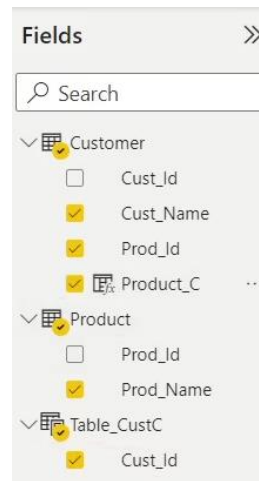 Fields
Search
Customer
Cust_Id
Cust_Name
Prod_Id
Product_C
Product
Prod_Id
Prod_Name
Table_CustC
Cust_Id